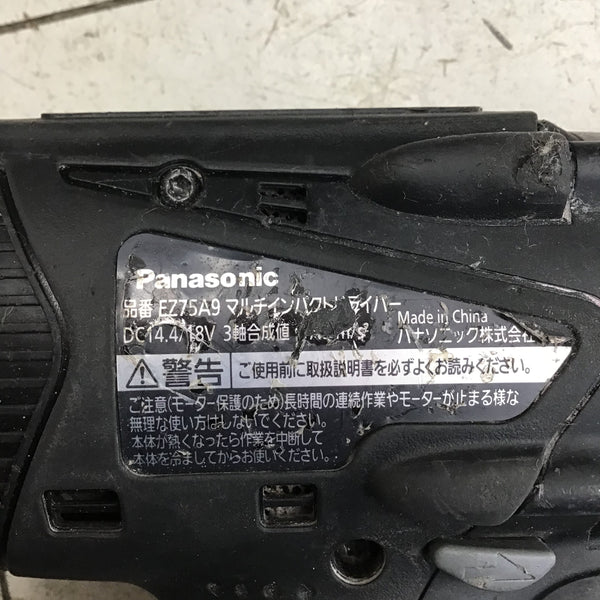 Panasonic
品番 EZ75A9 マルチインパクトドライバー
DC14.4/18V 3軸合成値 m/s²
Made in China
パナソニック株式会社
警告 ご使用前に取扱説明書を必ずよくお読みください。
ご注意(モーター保護のため)長時間の連続作業やモーターが止まる様な
無理な使い方はしないでください。
本体が熱くなったら作業を中断して
本体を冷ましてからお使いください。